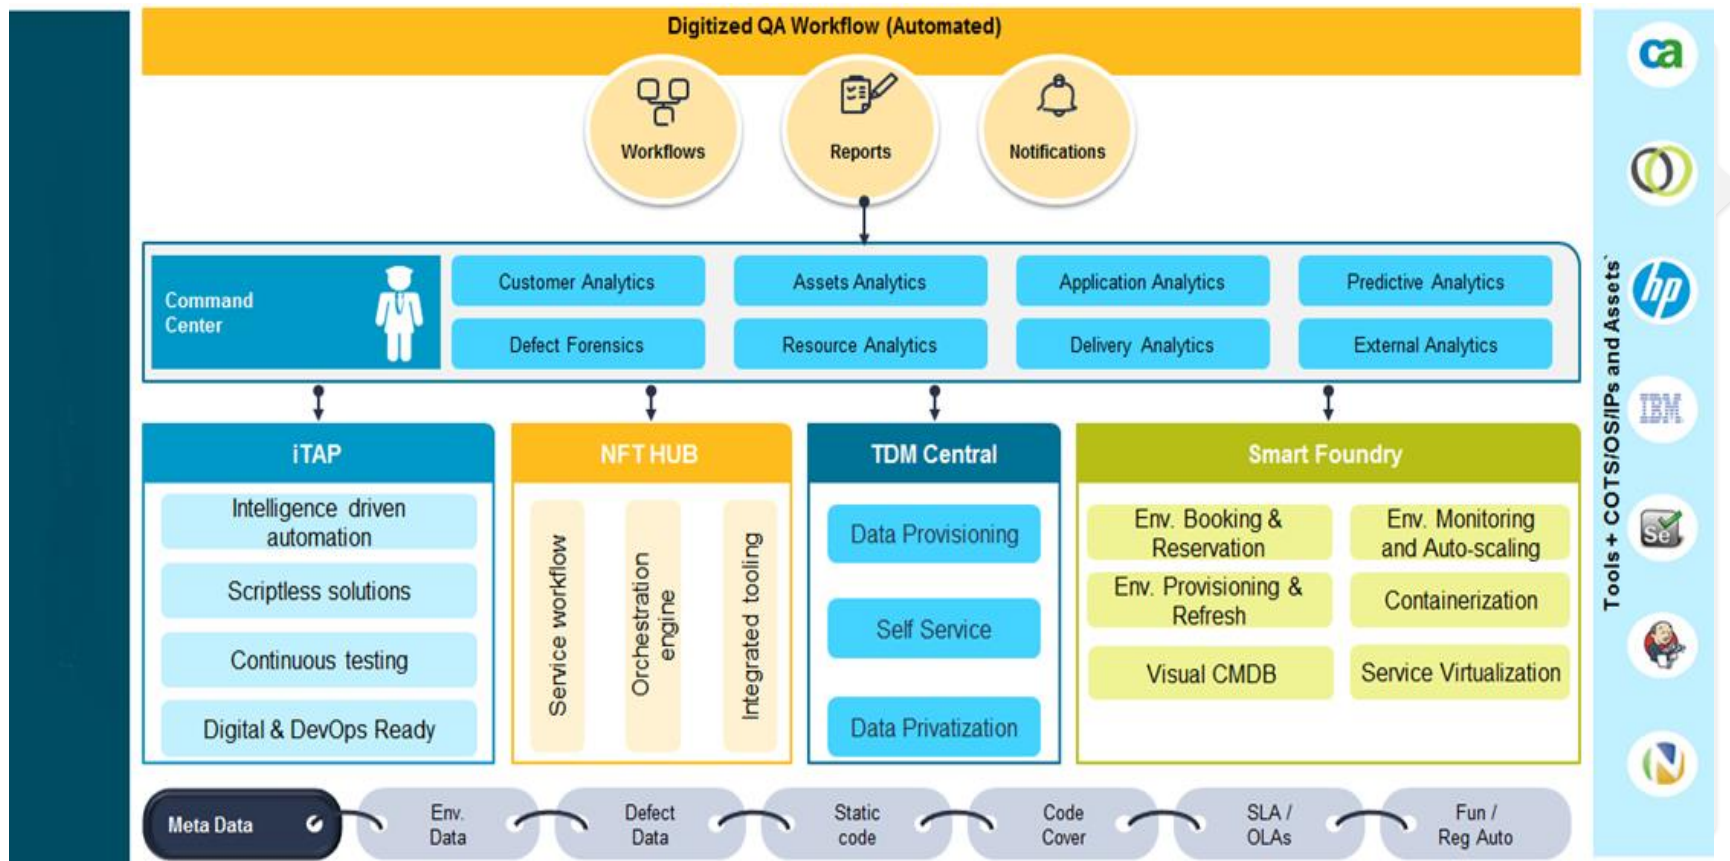 Digitized QA Workflow (Automated)
Workflows
Reports
Notifications
Command
Center
Customer Analytics
Assets Analytics
Application Analytics
Predictive Analytics
Defect Forensics
Resource Analytics
Delivery Analytics
External Analytics
iTAP
Intelligence driven
automation
Scriptless solutions
Continuous testing
Digital & DevOps Ready
NFT HUB
Service workflow
Orchestration
engine
Integrated tooling
TDM Central
Data Provisioning
Self Service
Data Privatization
Smart Foundry
Env. Booking &
Reservation
Env. Monitoring
and Auto-scaling
Env. Provisioning &
Refresh
Containerization
Visual CMDB
Service Virtualization
Meta Data
Env.
Data
Defect
Data
Static
code
Code
Cover
SLA /
OLAs
Fun /
Reg Auto
Tools + COTS/OS/IPs and Assets`
ca
hp
IBM
Se
N